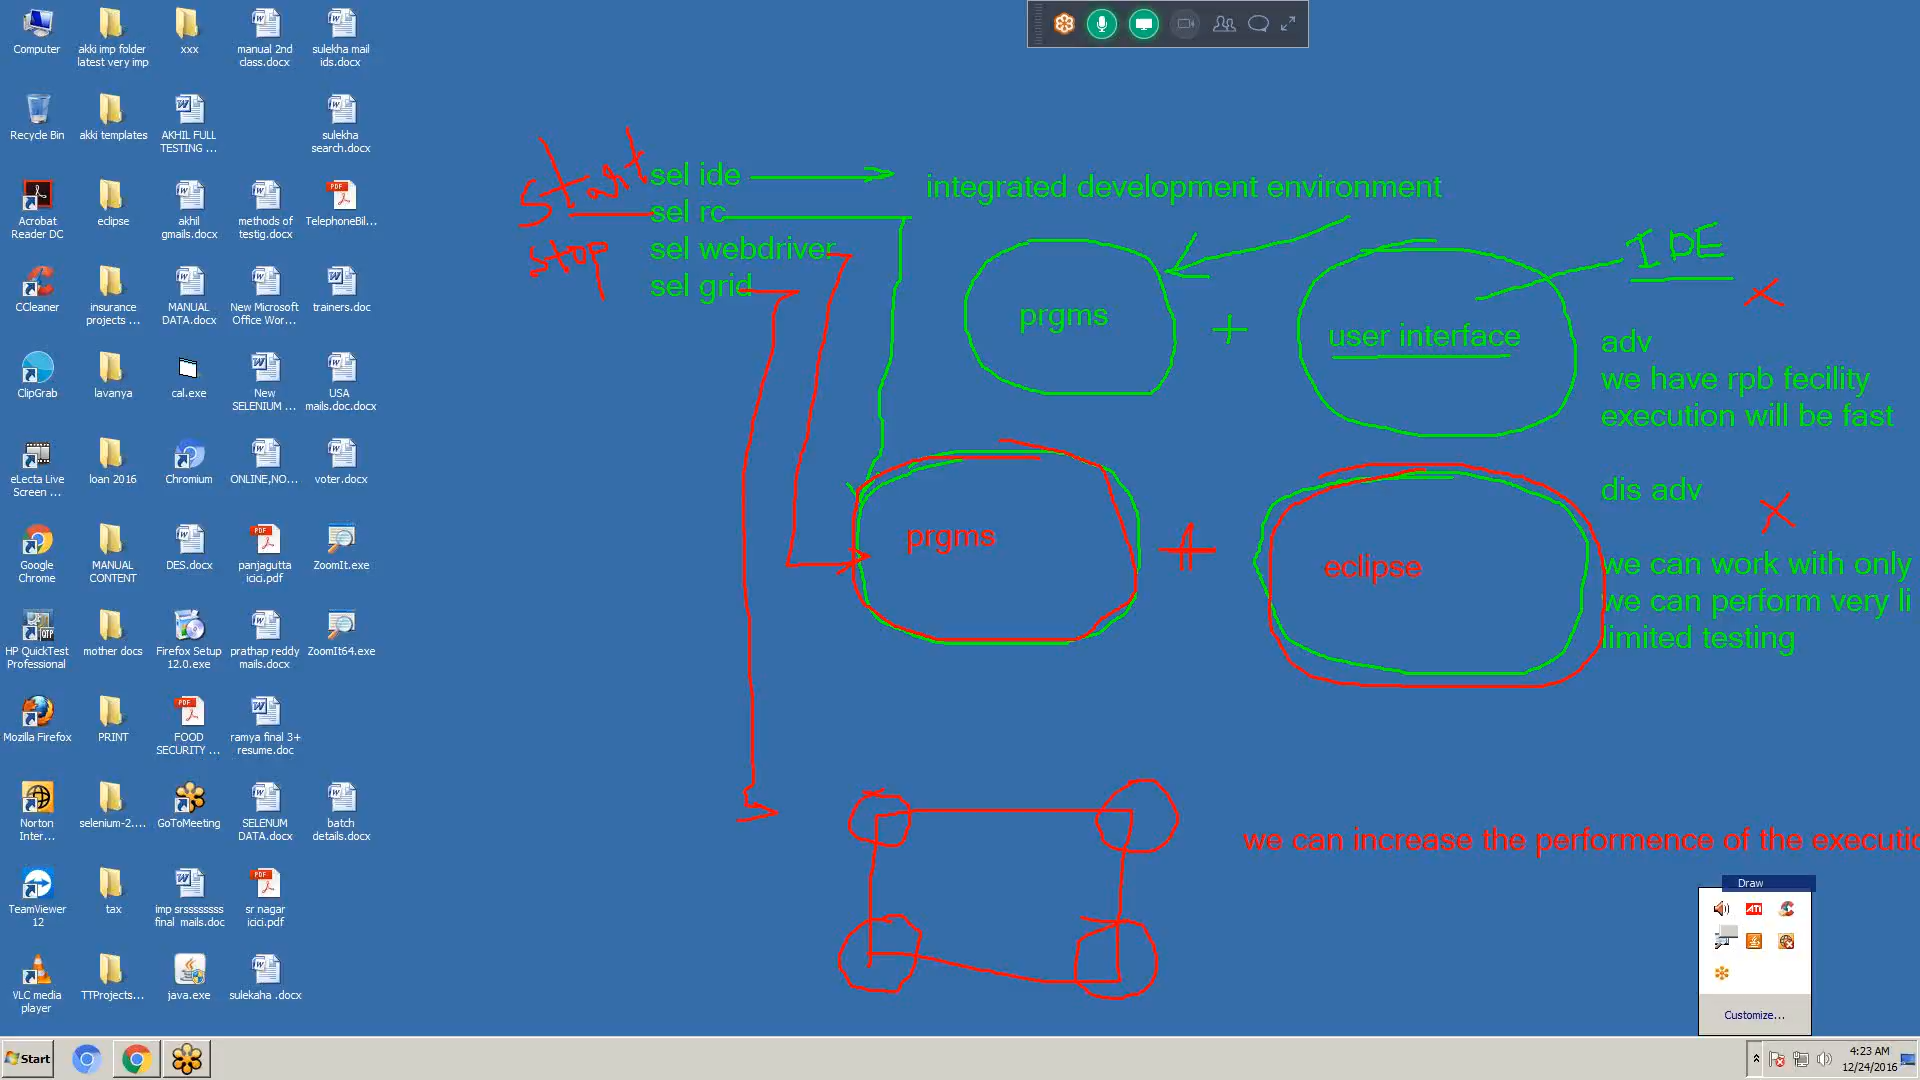 Computer
akki imp folder
latest very imp
xxx
manual 2nd
class.docx
sulekha mail
ids.docx
Recycle Bin
akki templates
AKHIL FULL
TESTING ...
sulekha
search.docx
Acrobat
Reader DC
eclipse
akhil
gmails.docx
methods of
testig.docx
TelephoneBil...
CCleaner
insurance
projects ...
MANUAL
DATA.docx
New Microsoft
Office Wor...
trainers.doc
ClipGrab
lavanya
cal.exe
New
SELENIUM ...
USA
mails.doc.docx
eLecta Live
Screen ...
loan 2016
Chromium
ONLINE,NO...
voter.docx
Google
Chrome
MANUAL
CONTENT
DES.docx
panjagutta
icici.pdf
ZoomIt.exe
HP QuickTest
Professional
mother docs
Firefox Setup
12.0.exe
prathap reddy
mails.docx
ZoomIt64.exe
Mozilla Firefox
PRINT
FOOD
SECURITY ...
ramya final 3+
resume.doc
Norton
Inter...
selenium-2....
GoToMeeting
SELENUM
DATA.docx
batch
details.docx
TeamViewer
12
tax
imp srssssssss
final mails.doc
sr nagar
icici.pdf
VLC media
player
TTProjects...
java.exe
sulekaha .docx
start
stop
sel ide
sel rc
sel webdriver
sel grid
integrated development environment
prgms
+
user interface
IDE
adv
we have rpb fecility
execution will be fast
prgms
+
eclipse
dis adv
we can work with only
we can perform very li
limited testing
we can increase the performence of the executio
Draw
Customize...
Start
4:23 AM
12/24/2016